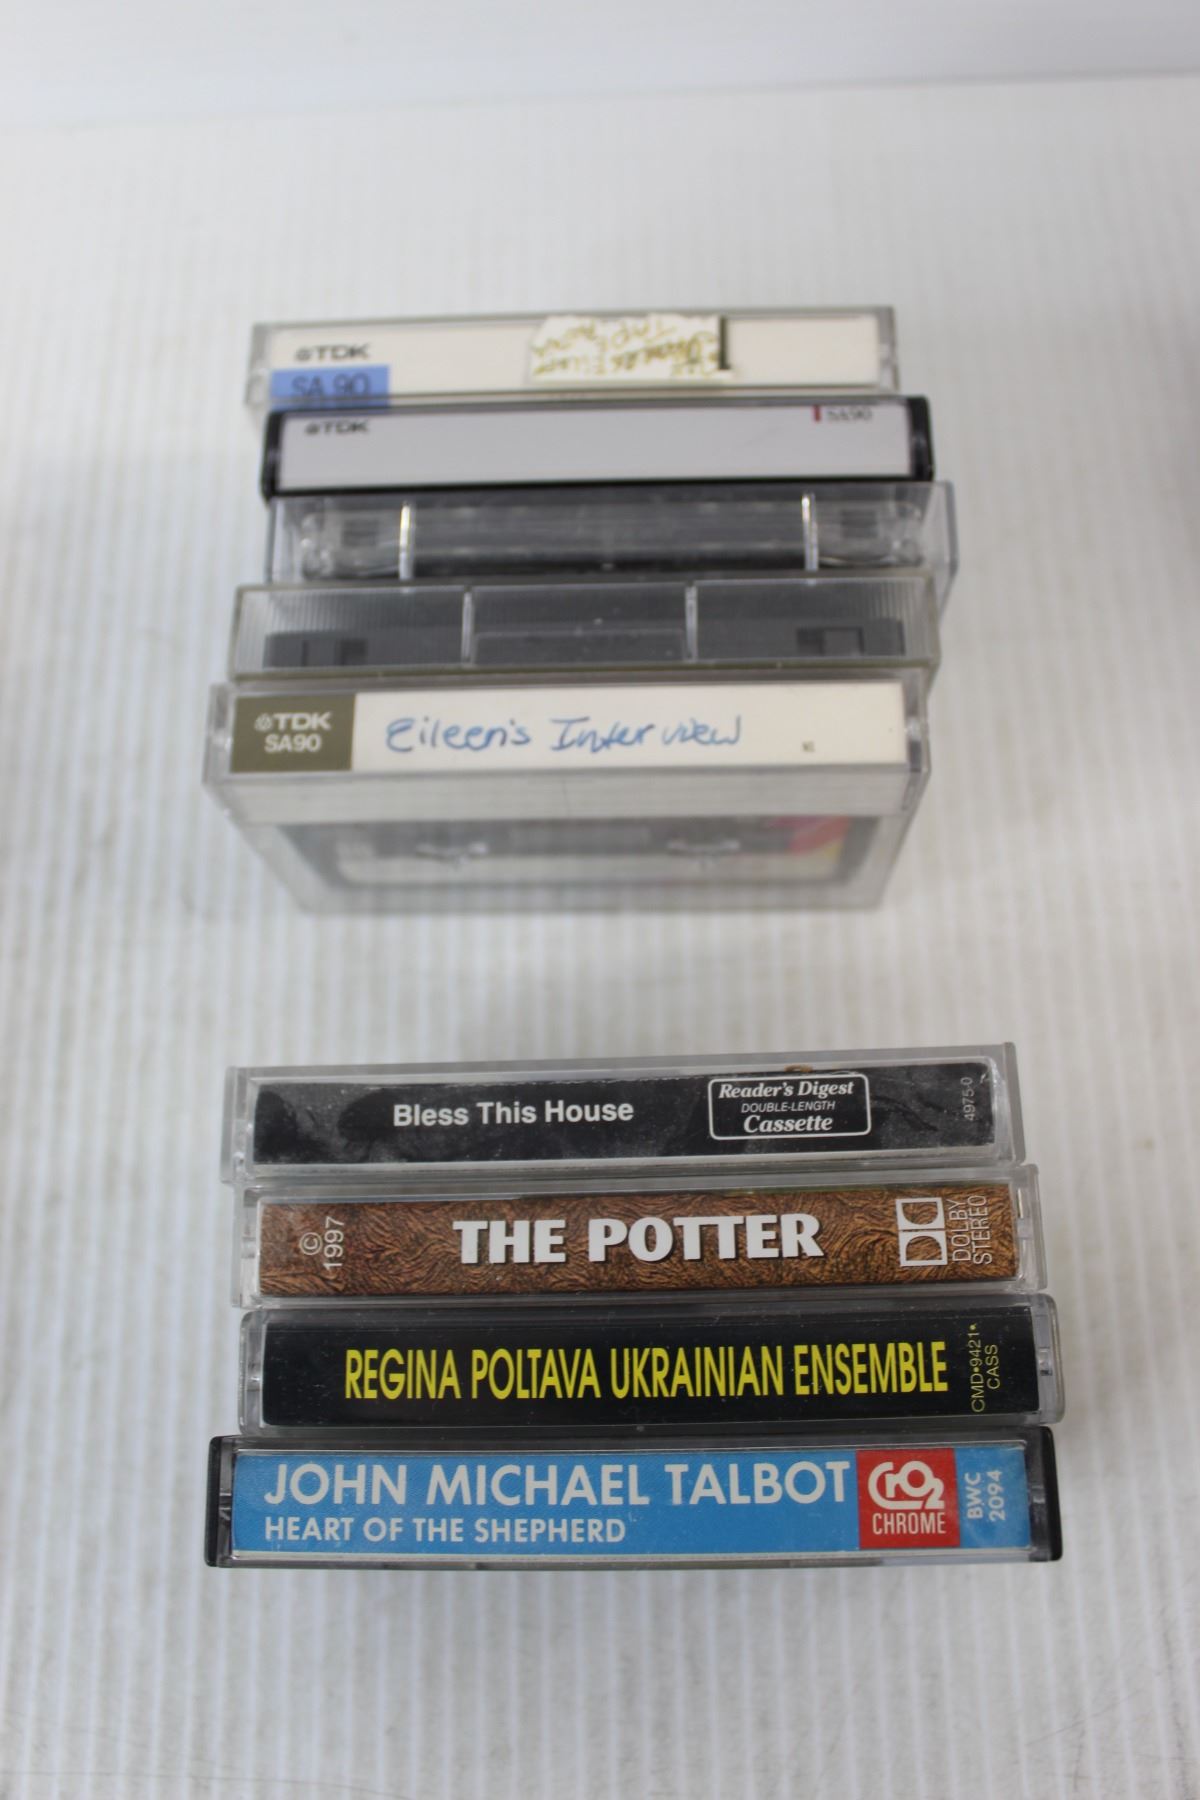 TDK
SA 90
TAPE
TDK
SA90
TDK
SA90
Eileen's Interview
Bless This House
Reader's Digest
DOUBLE-LENGTH
Cassette
4975-0
© 1997
THE POTTER
DOLBY
STEREO
REGINA POLTAVA UKRAINIAN ENSEMBLE
CMD•9421•
CASS
JOHN MICHAEL TALBOT
HEART OF THE SHEPHERD
CrO2
CHROME
BWC
2094